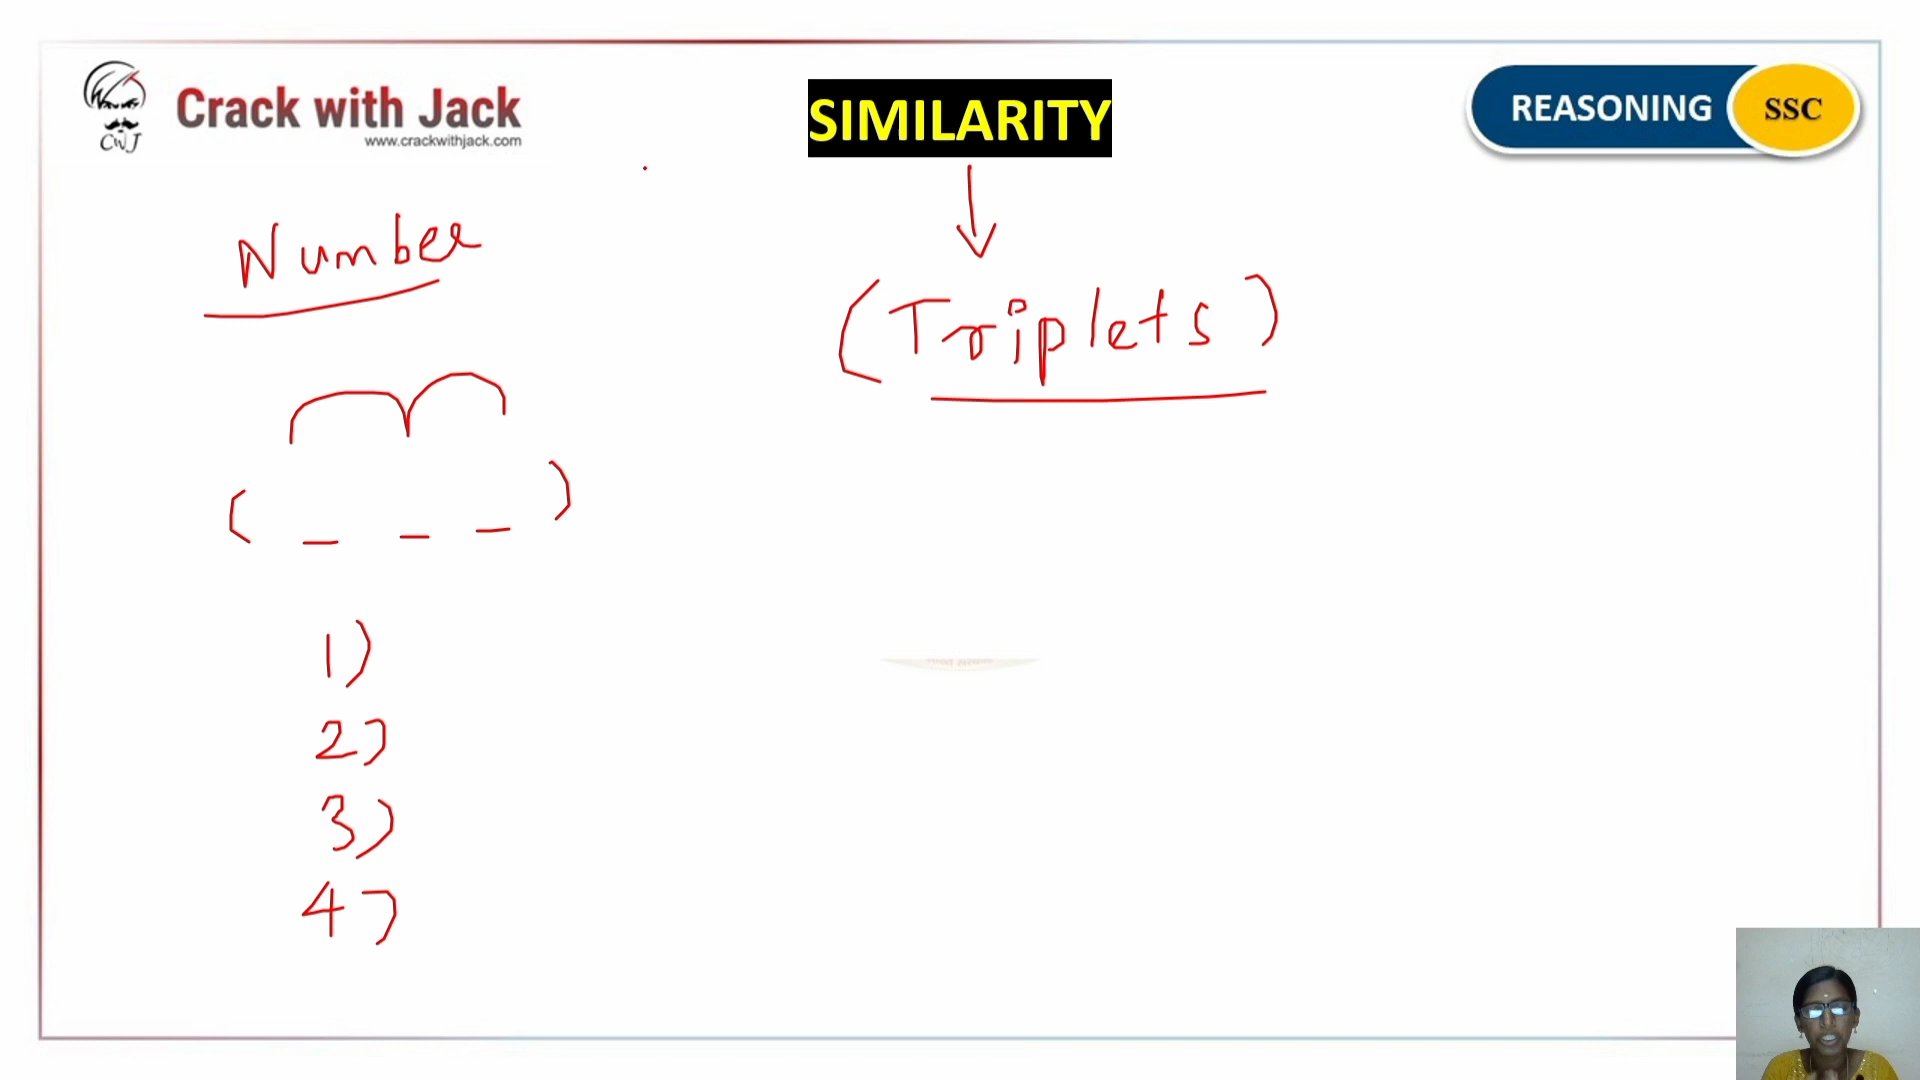 Crack with Jack
www.crackwithjack.com
CWJ
SIMILARITY
REASONING SSC
Number
(Triplets)
( _ _ _ )
1)
2)
3)
4)